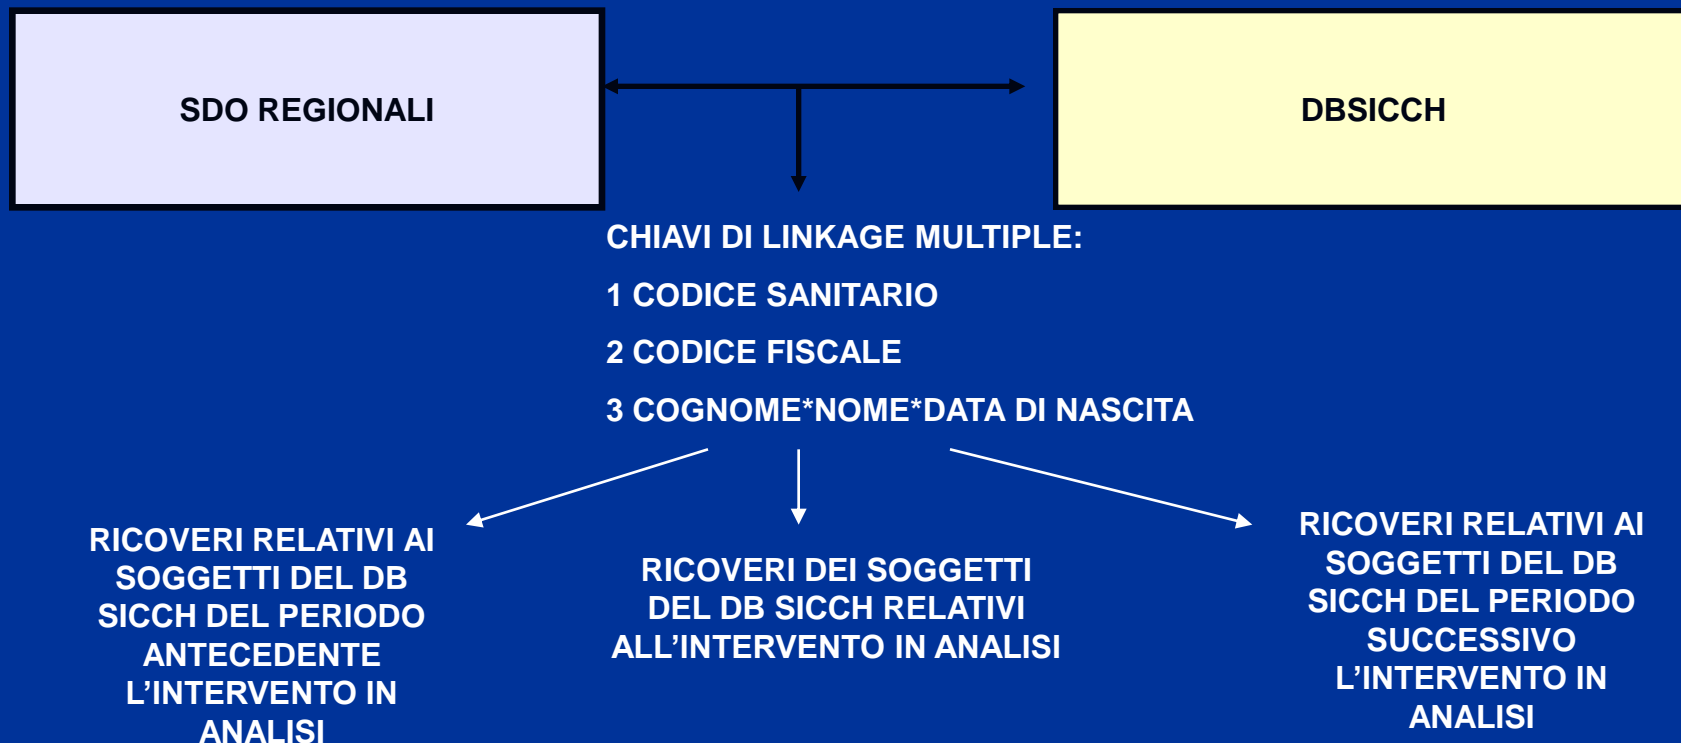 SDO REGIONALI
DBSICCH
CHIAVI DI LINKAGE MULTIPLE:
1 CODICE SANITARIO
2 CODICE FISCALE
3 COGNOME*NOME*DATA DI NASCITA
RICOVERI RELATIVI AI
SOGGETTI DEL DB
SICCH DEL PERIODO
ANTECEDENTE
L’INTERVENTO IN
ANALISI
RICOVERI DEI SOGGETTI
DEL DB SICCH RELATIVI
ALL’INTERVENTO IN ANALISI
RICOVERI RELATIVI AI
SOGGETTI DEL DB
SICCH DEL PERIODO
SUCCESSIVO
L’INTERVENTO IN
ANALISI